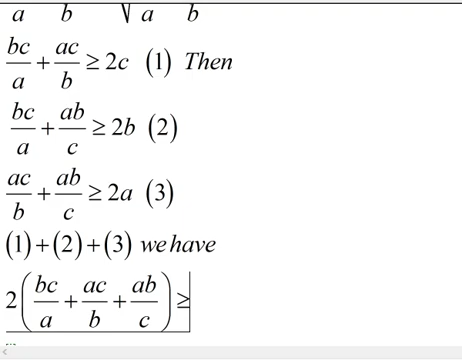 a b √ a b
bc/a + ac/b ≥ 2c (1) Then
bc/a + ab/c ≥ 2b (2)
ac/b + ab/c ≥ 2a (3)
(1)+(2)+(3) we have
2(bc/a + ac/b + ab/c) ≥